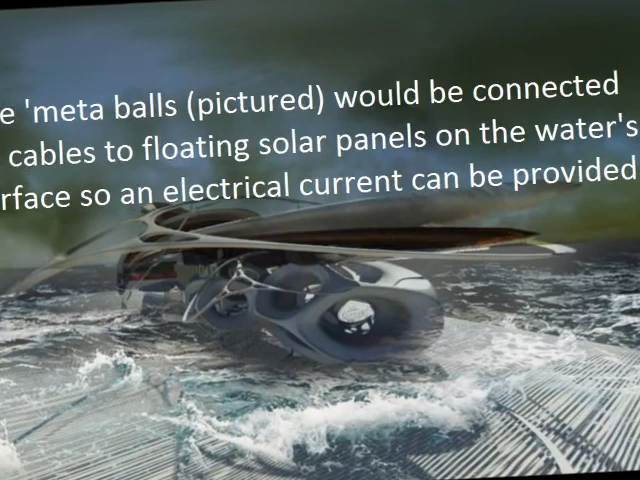 e 'meta balls (pictured) would be connected
cables to floating solar panels on the water's
rface so an electrical current can be provided